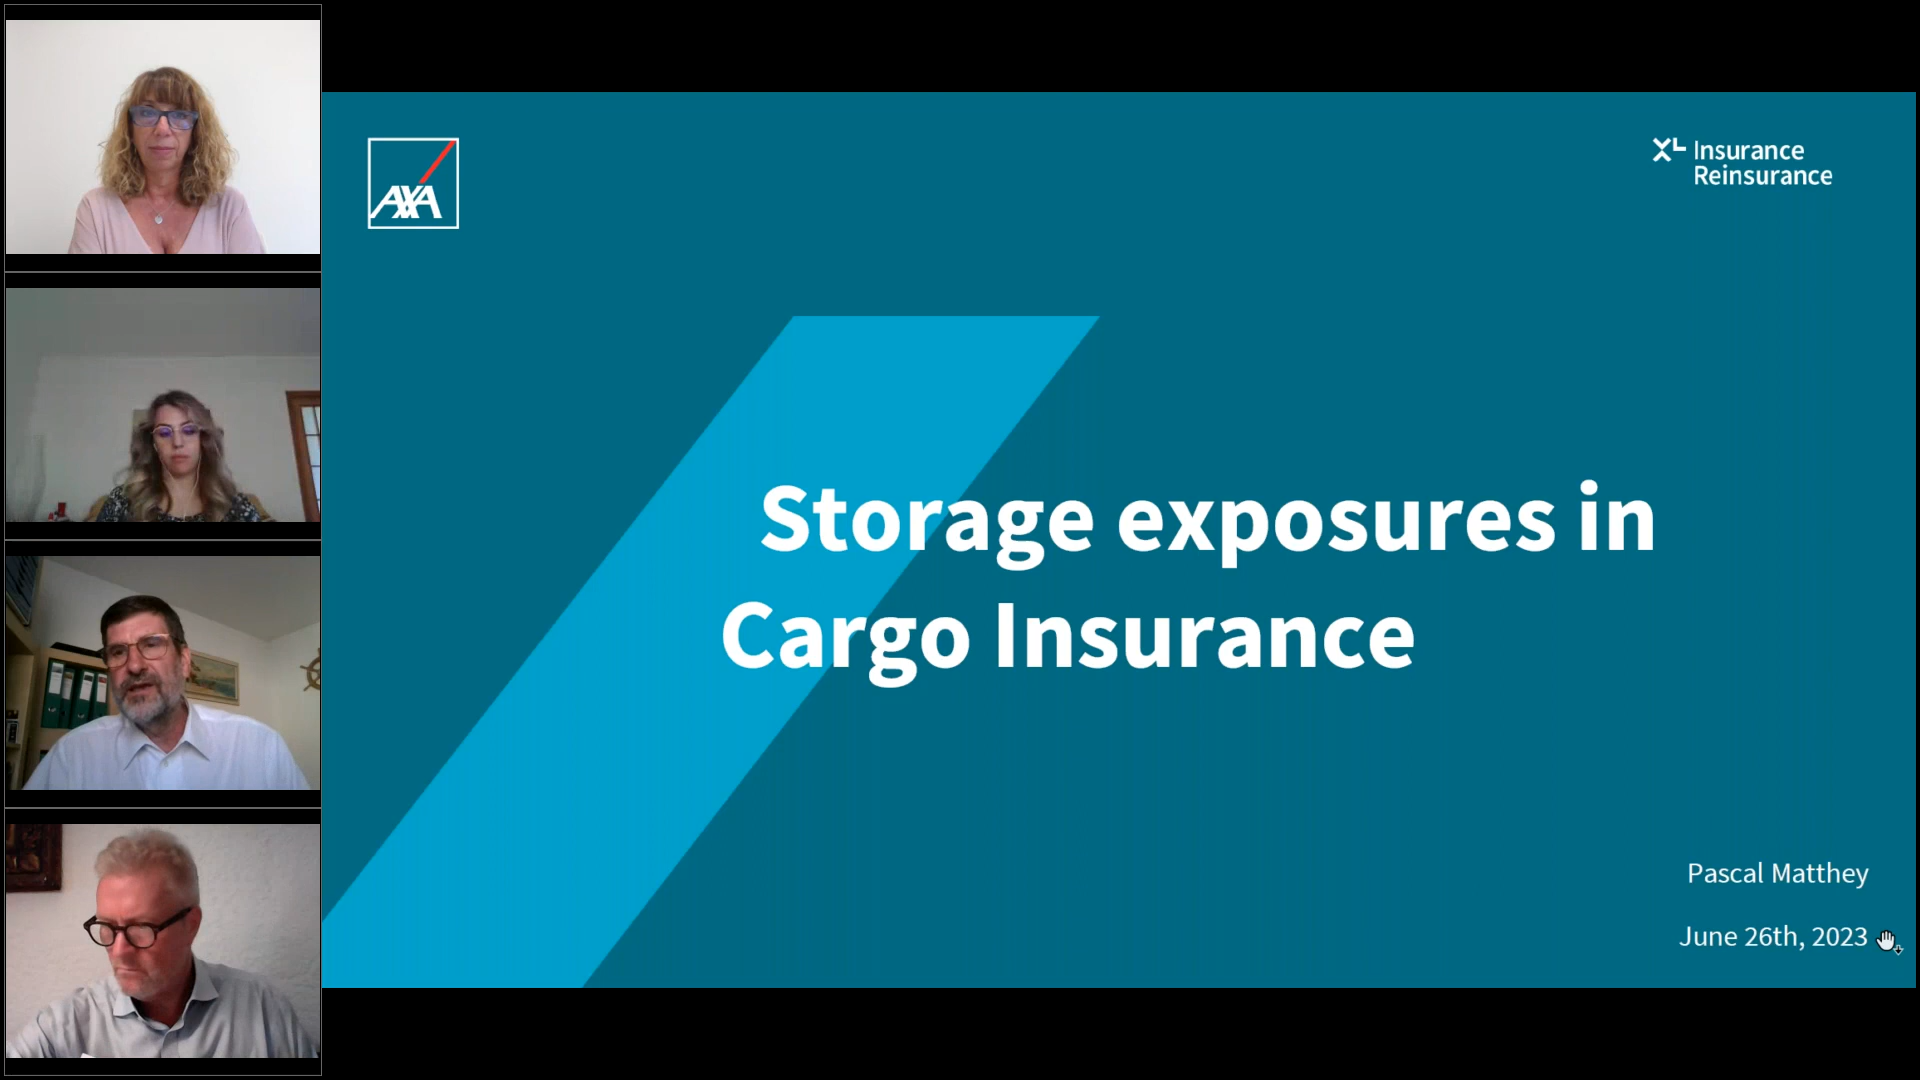 AXA
XL Insurance
Reinsurance
Storage exposures in
Cargo Insurance
Pascal Matthey
June 26th, 2023